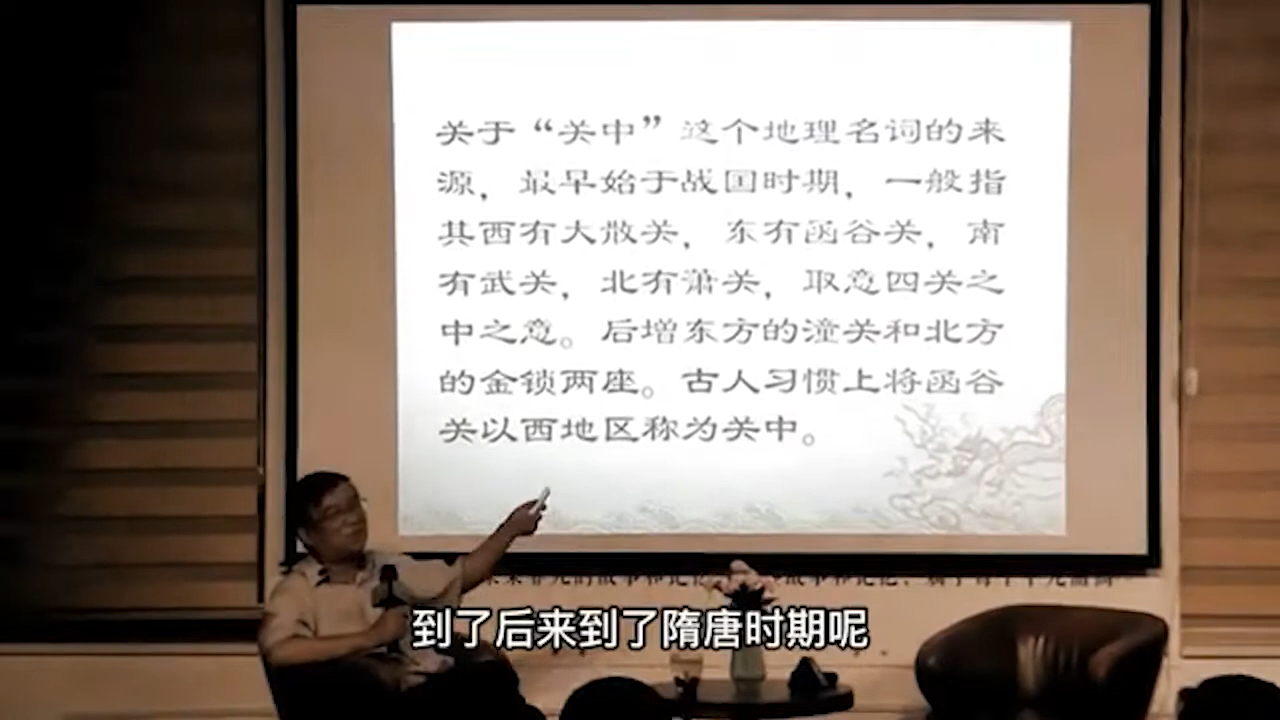 关于“关中”这个地理名词的来
源，最早始于战国时期，一般指
其西有大散关，东有函谷关，南
有武关，北有萧关，取意四关之
中之意。后增东方的潼关和北方
的金锁两座。古人习惯上将函谷
关以西地区称为关中。
到了后来到了隋唐时期呢